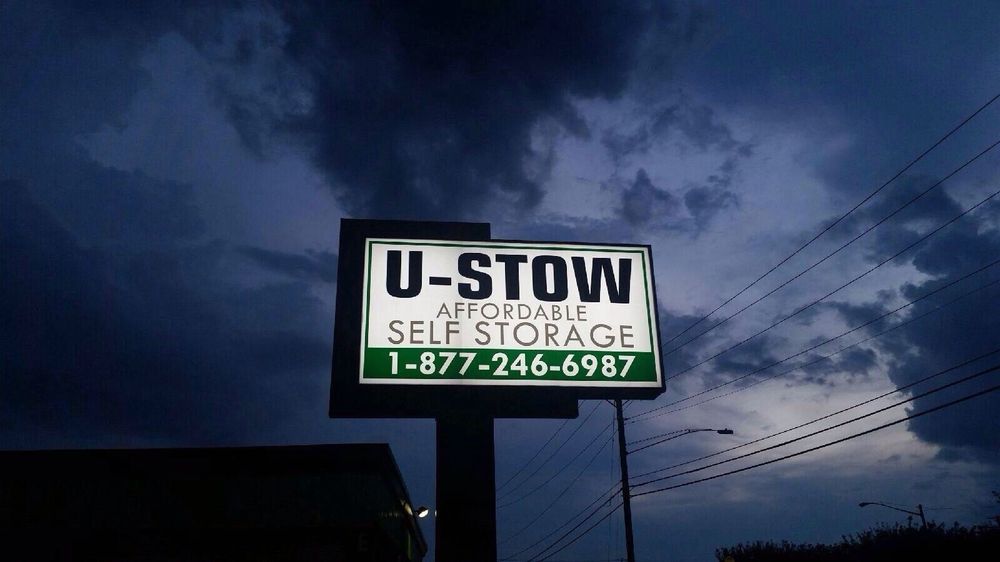 U-STOW
AFFORDABLE
SELF STORAGE
1-877-246-6987